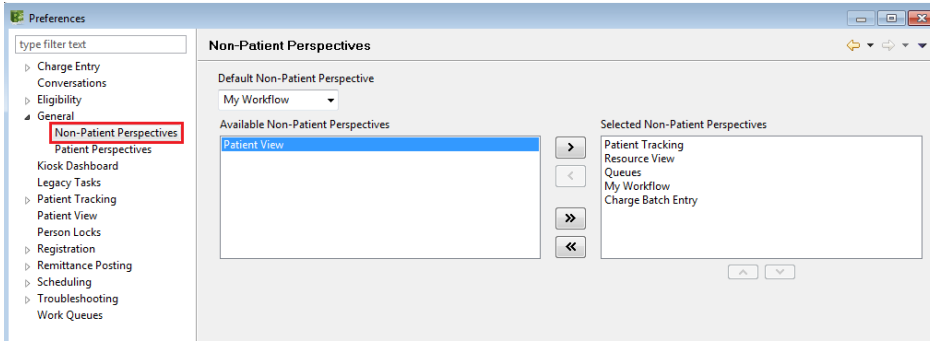 Preferences
type filter text
Charge Entry
Conversations
Eligibility
General
Non-Patient Perspectives
Patient Perspectives
Kiosk Dashboard
Legacy Tasks
Patient Tracking
Patient View
Person Locks
Registration
Remittance Posting
Scheduling
Troubleshooting
Work Queues
Non-Patient Perspectives
Default Non-Patient Perspective
My Workflow
Available Non-Patient Perspectives
Patient View
Selected Non-Patient Perspectives
Patient Tracking
Resource View
Queues
My Workflow
Charge Batch Entry